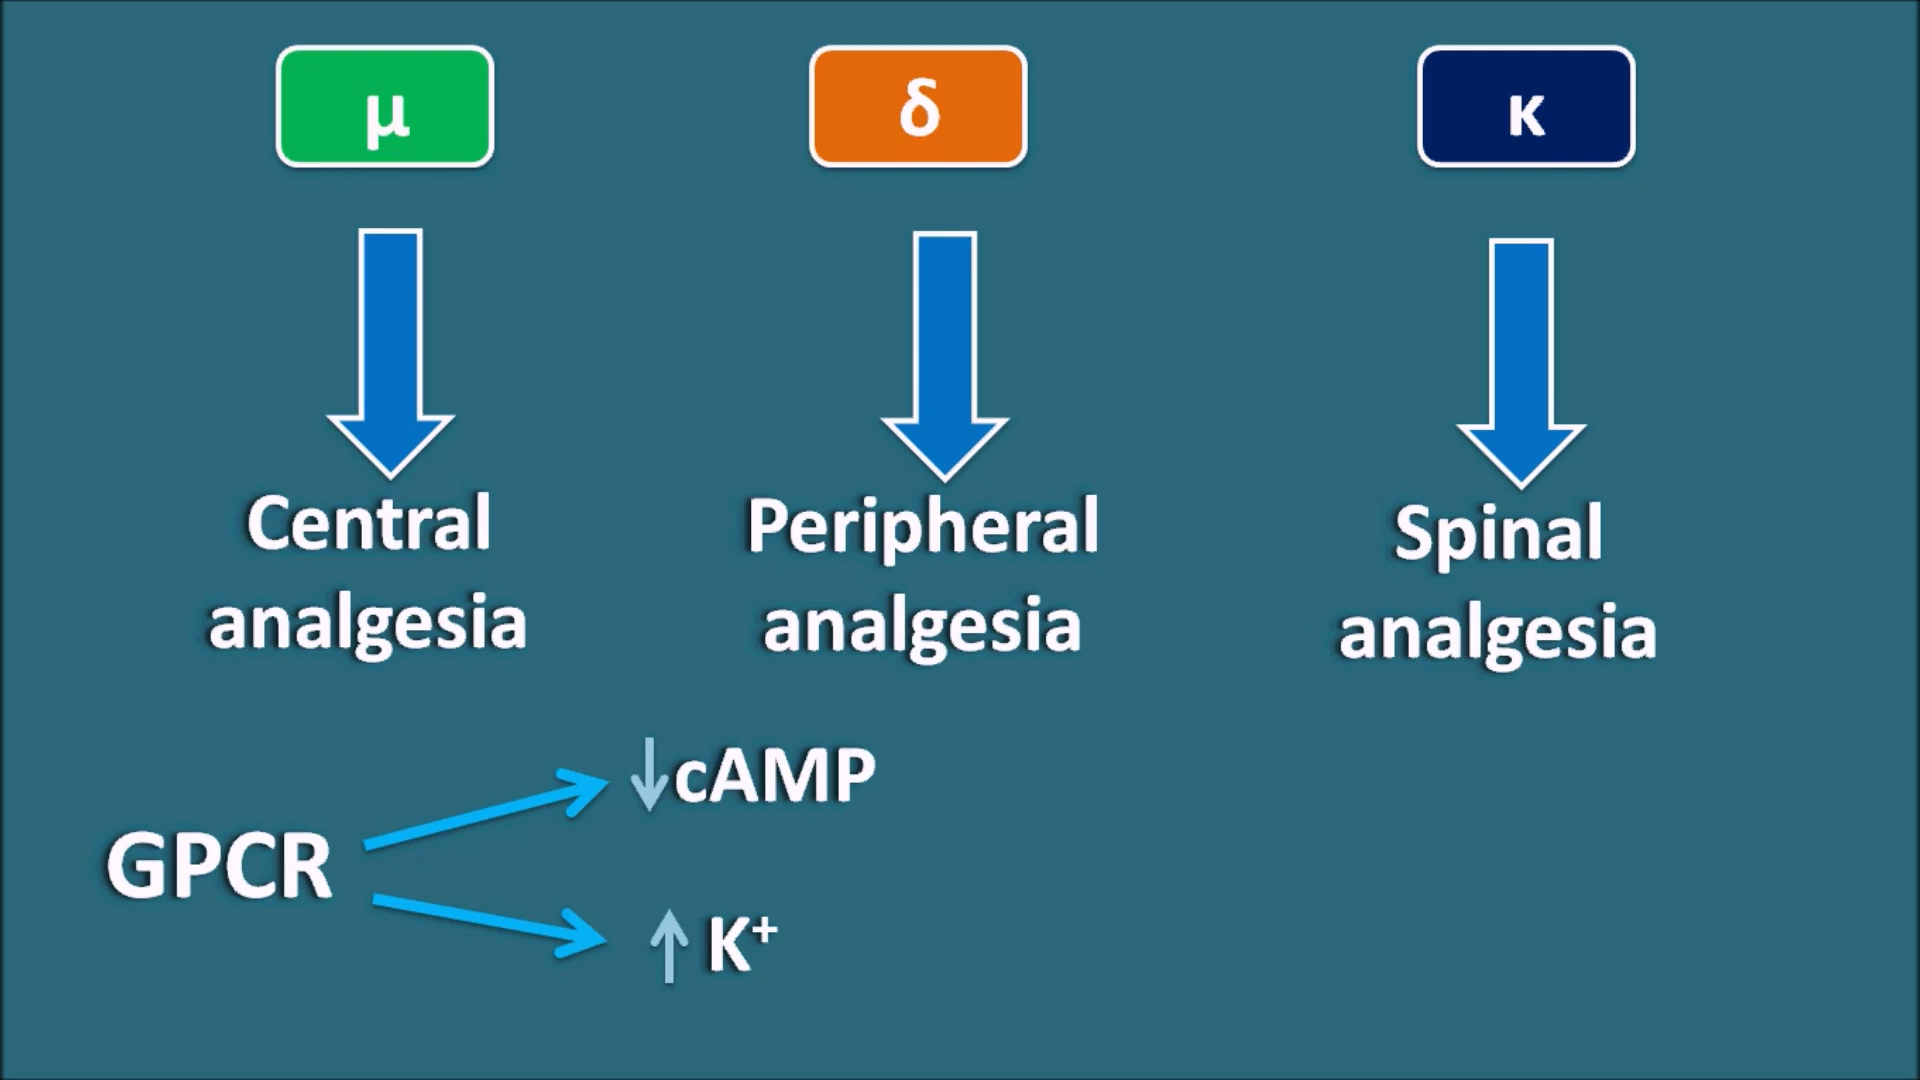 μ
δ
κ
Central
analgesia
Peripheral
analgesia
Spinal
analgesia
↓cAMP
GPCR
↑ K⁺